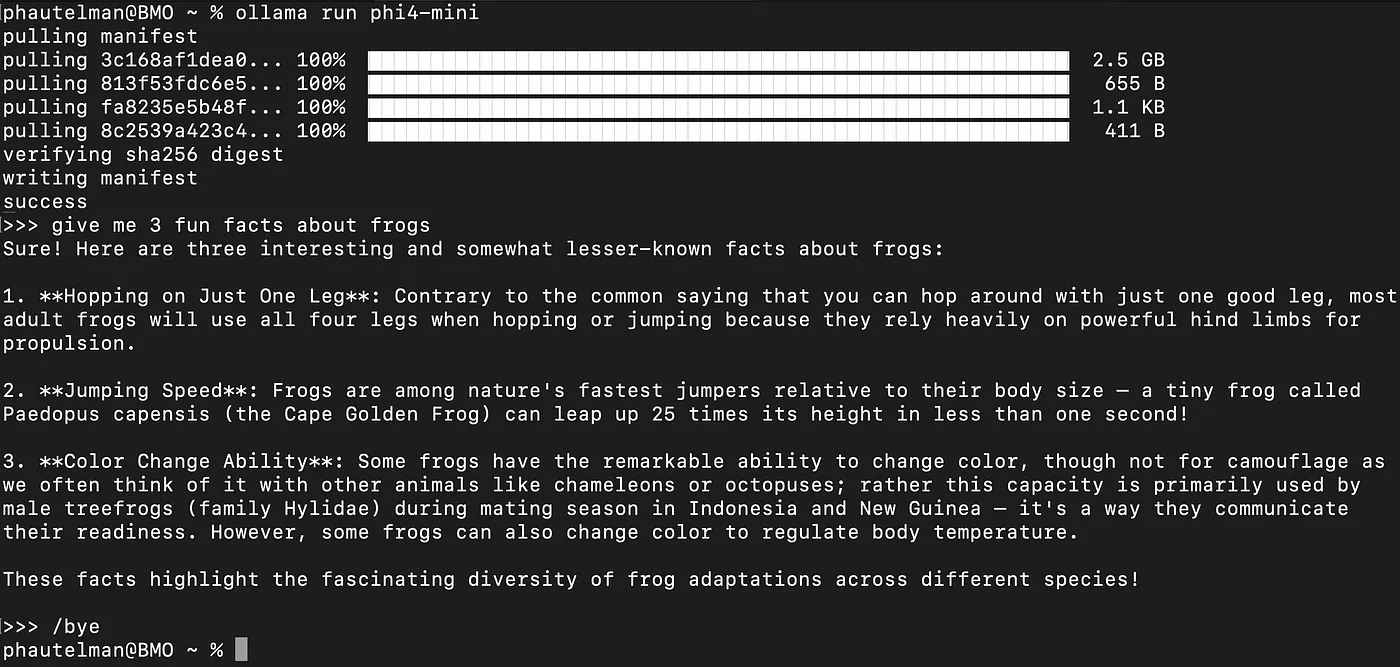 phautelman@BMO ~ % ollama run phi4-mini
pulling manifest
pulling 3c168af1dea0... 100% 2.5 GB
pulling 813f53fdc6e5... 100% 655 B
pulling fa8235e5b48f... 100% 1.1 KB
pulling 8c2539a423c4... 100% 411 B
verifying sha256 digest
writing manifest
success
>>> give me 3 fun facts about frogs
Sure! Here are three interesting and somewhat lesser-known facts about frogs:

1. **Hopping on Just One Leg**: Contrary to the common saying that you can hop around with just one good leg, most
adult frogs will use all four legs when hopping or jumping because they rely heavily on powerful hind limbs for
propulsion.

2. **Jumping Speed**: Frogs are among nature's fastest jumpers relative to their body size — a tiny frog called
Paedopus capensis (the Cape Golden Frog) can leap up 25 times its height in less than one second!

3. **Color Change Ability**: Some frogs have the remarkable ability to change color, though not for camouflage as
we often think of it with other animals like chameleons or octopuses; rather this capacity is primarily used by
male treefrogs (family Hylidae) during mating season in Indonesia and New Guinea — it's a way they communicate
their readiness. However, some frogs can also change color to regulate body temperature.

These facts highlight the fascinating diversity of frog adaptations across different species!

>>> /bye
phautelman@BMO ~ %